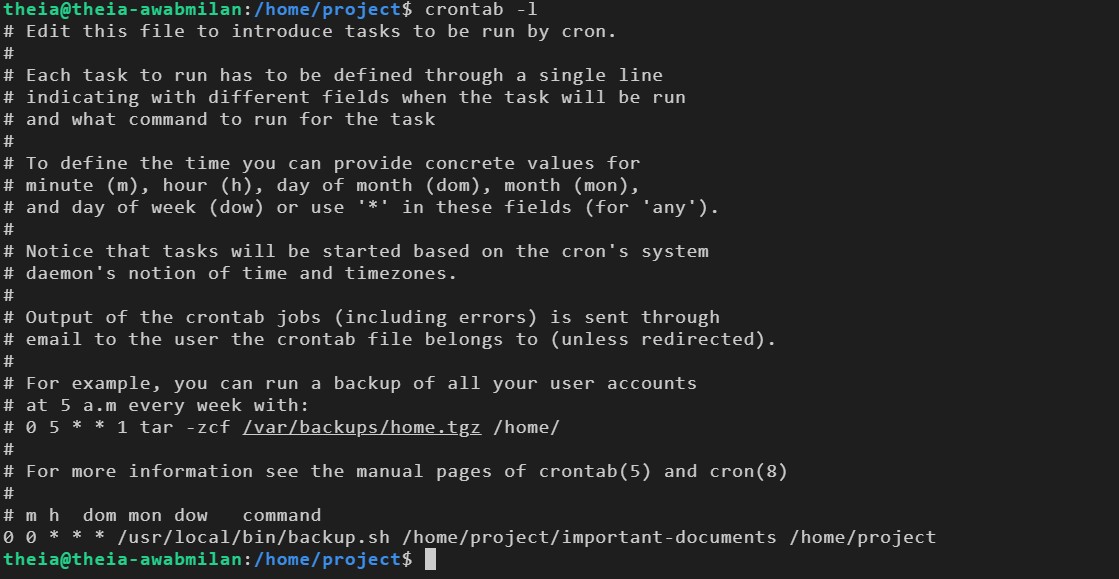 theia@theia-awabmilan:/home/project$ crontab -l
# Edit this file to introduce tasks to be run by cron.
#
# Each task to run has to be defined through a single line
# indicating with different fields when the task will be run
# and what command to run for the task
#
# To define the time you can provide concrete values for
# minute (m), hour (h), day of month (dom), month (mon),
# and day of week (dow) or use '*' in these fields (for 'any').
#
# Notice that tasks will be started based on the cron's system
# daemon's notion of time and timezones.
#
# Output of the crontab jobs (including errors) is sent through
# email to the user the crontab file belongs to (unless redirected).
#
# For example, you can run a backup of all your user accounts
# at 5 a.m every week with:
# 0 5 * * 1 tar -zcf /var/backups/home.tgz /home/
#
# For more information see the manual pages of crontab(5) and cron(8)
#
# m h  dom mon dow   command
0 0 * * * /usr/local/bin/backup.sh /home/project/important-documents /home/project
theia@theia-awabmilan:/home/project$